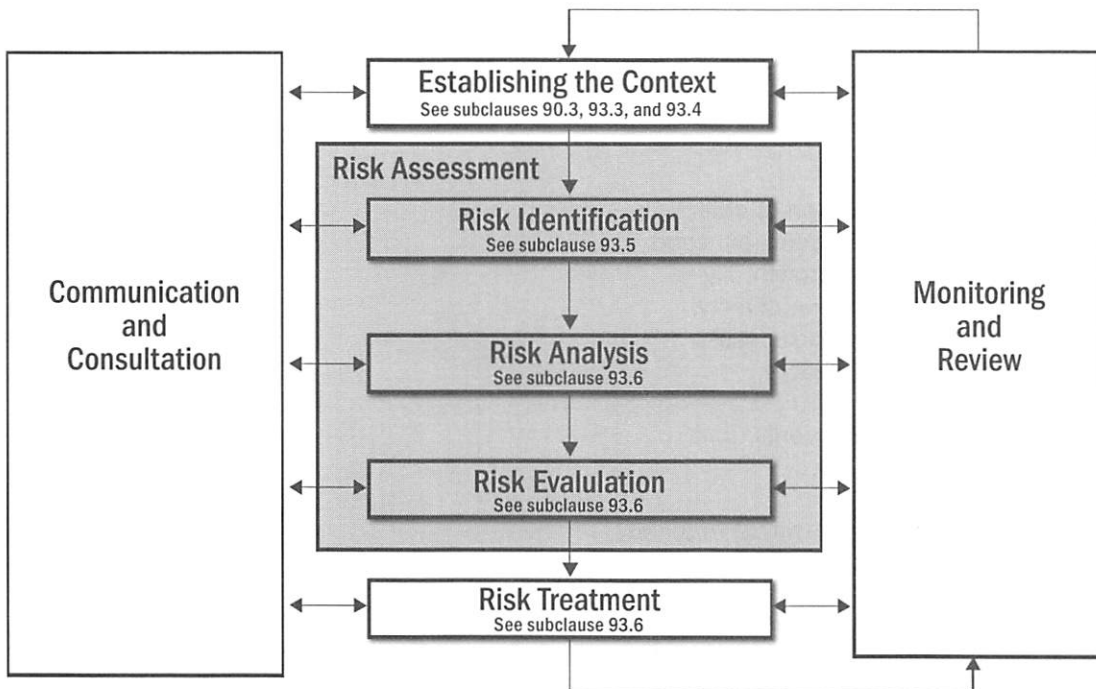 Establishing the Context
See subclauses 90.3, 93.3, and 93.4
Risk Assessment
Risk Identification
See subclause 93.5
Communication
and
Consultation
Risk Analysis
See subclause 93.6
Monitoring
and
Review
Risk Evalulation
See subclause 93.6
Risk Treatment
See subclause 93.6